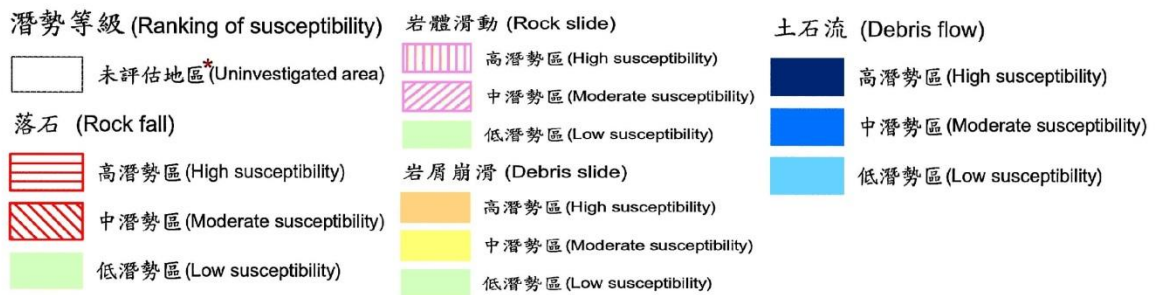 潛勢等級 (Ranking of susceptibility)
未評估地區*(Uninvestigated area)
落石 (Rock fall)
高潛勢區(High susceptibility)
中潛勢區(Moderate susceptibility)
低潛勢區(Low susceptibility)
岩體滑動 (Rock slide)
高潛勢區(High susceptibility)
中潛勢區(Moderate susceptibility)
低潛勢區(Low susceptibility)
岩屑崩滑 (Debris slide)
高潛勢區(High susceptibility)
中潛勢區(Moderate susceptibility)
低潛勢區(Low susceptibility)
土石流 (Debris flow)
高潛勢區(High susceptibility)
中潛勢區(Moderate susceptibility)
低潛勢區(Low susceptibility)